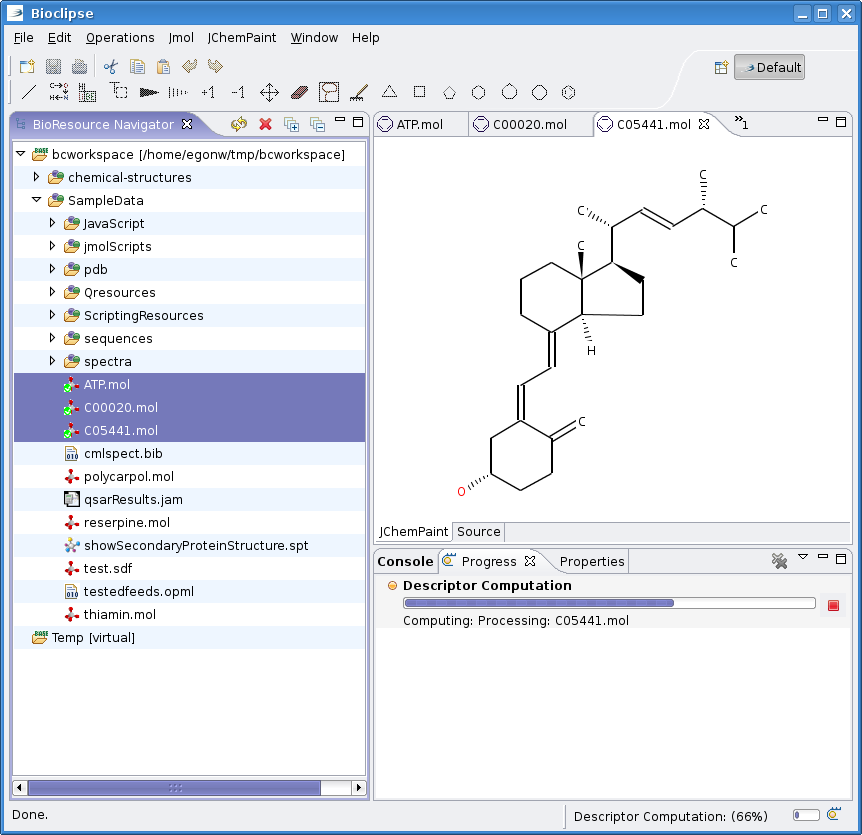 Bioclipse
File Edit Operations Jmol JChemPaint Window Help
Default
+1 -1
BioResource Navigator
ATP.mol C00020.mol C05441.mol 1
bcworkspace [/home/egonw/tmp/bcworkspace]
chemical-structures
SampleData
JavaScript
jmolScripts
pdb
Qresources
ScriptingResources
sequences
spectra
ATP.mol
C00020.mol
C05441.mol
cmlspect.bib
polycarpol.mol
qsarResults.jam
reserpine.mol
showSecondaryProteinStructure.spt
test.sdf
testedfeeds.opml
thiamin.mol
Temp [virtual]
C
C
C
C
C
H
C
O
JChemPaint Source
Console Progress Properties
Descriptor Computation
Computing: Processing: C05441.mol
Done.
Descriptor Computation: (66%)